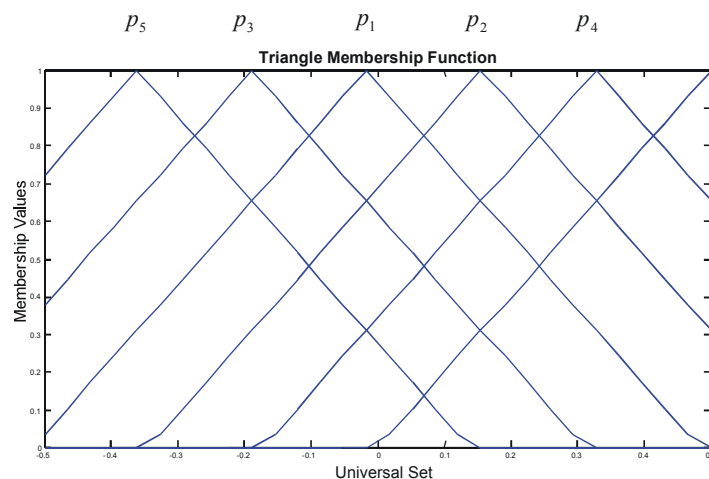 p5 p3 p1 p2 p4
Triangle Membership Function
1
0.9
0.8
0.7
0.6
0.5
0.4
0.3
0.2
0.1
0
Membership Values
-0.5 -0.4 -0.3 -0.2 -0.1 0 0.1 0.2 0.3 0.4
Universal Set